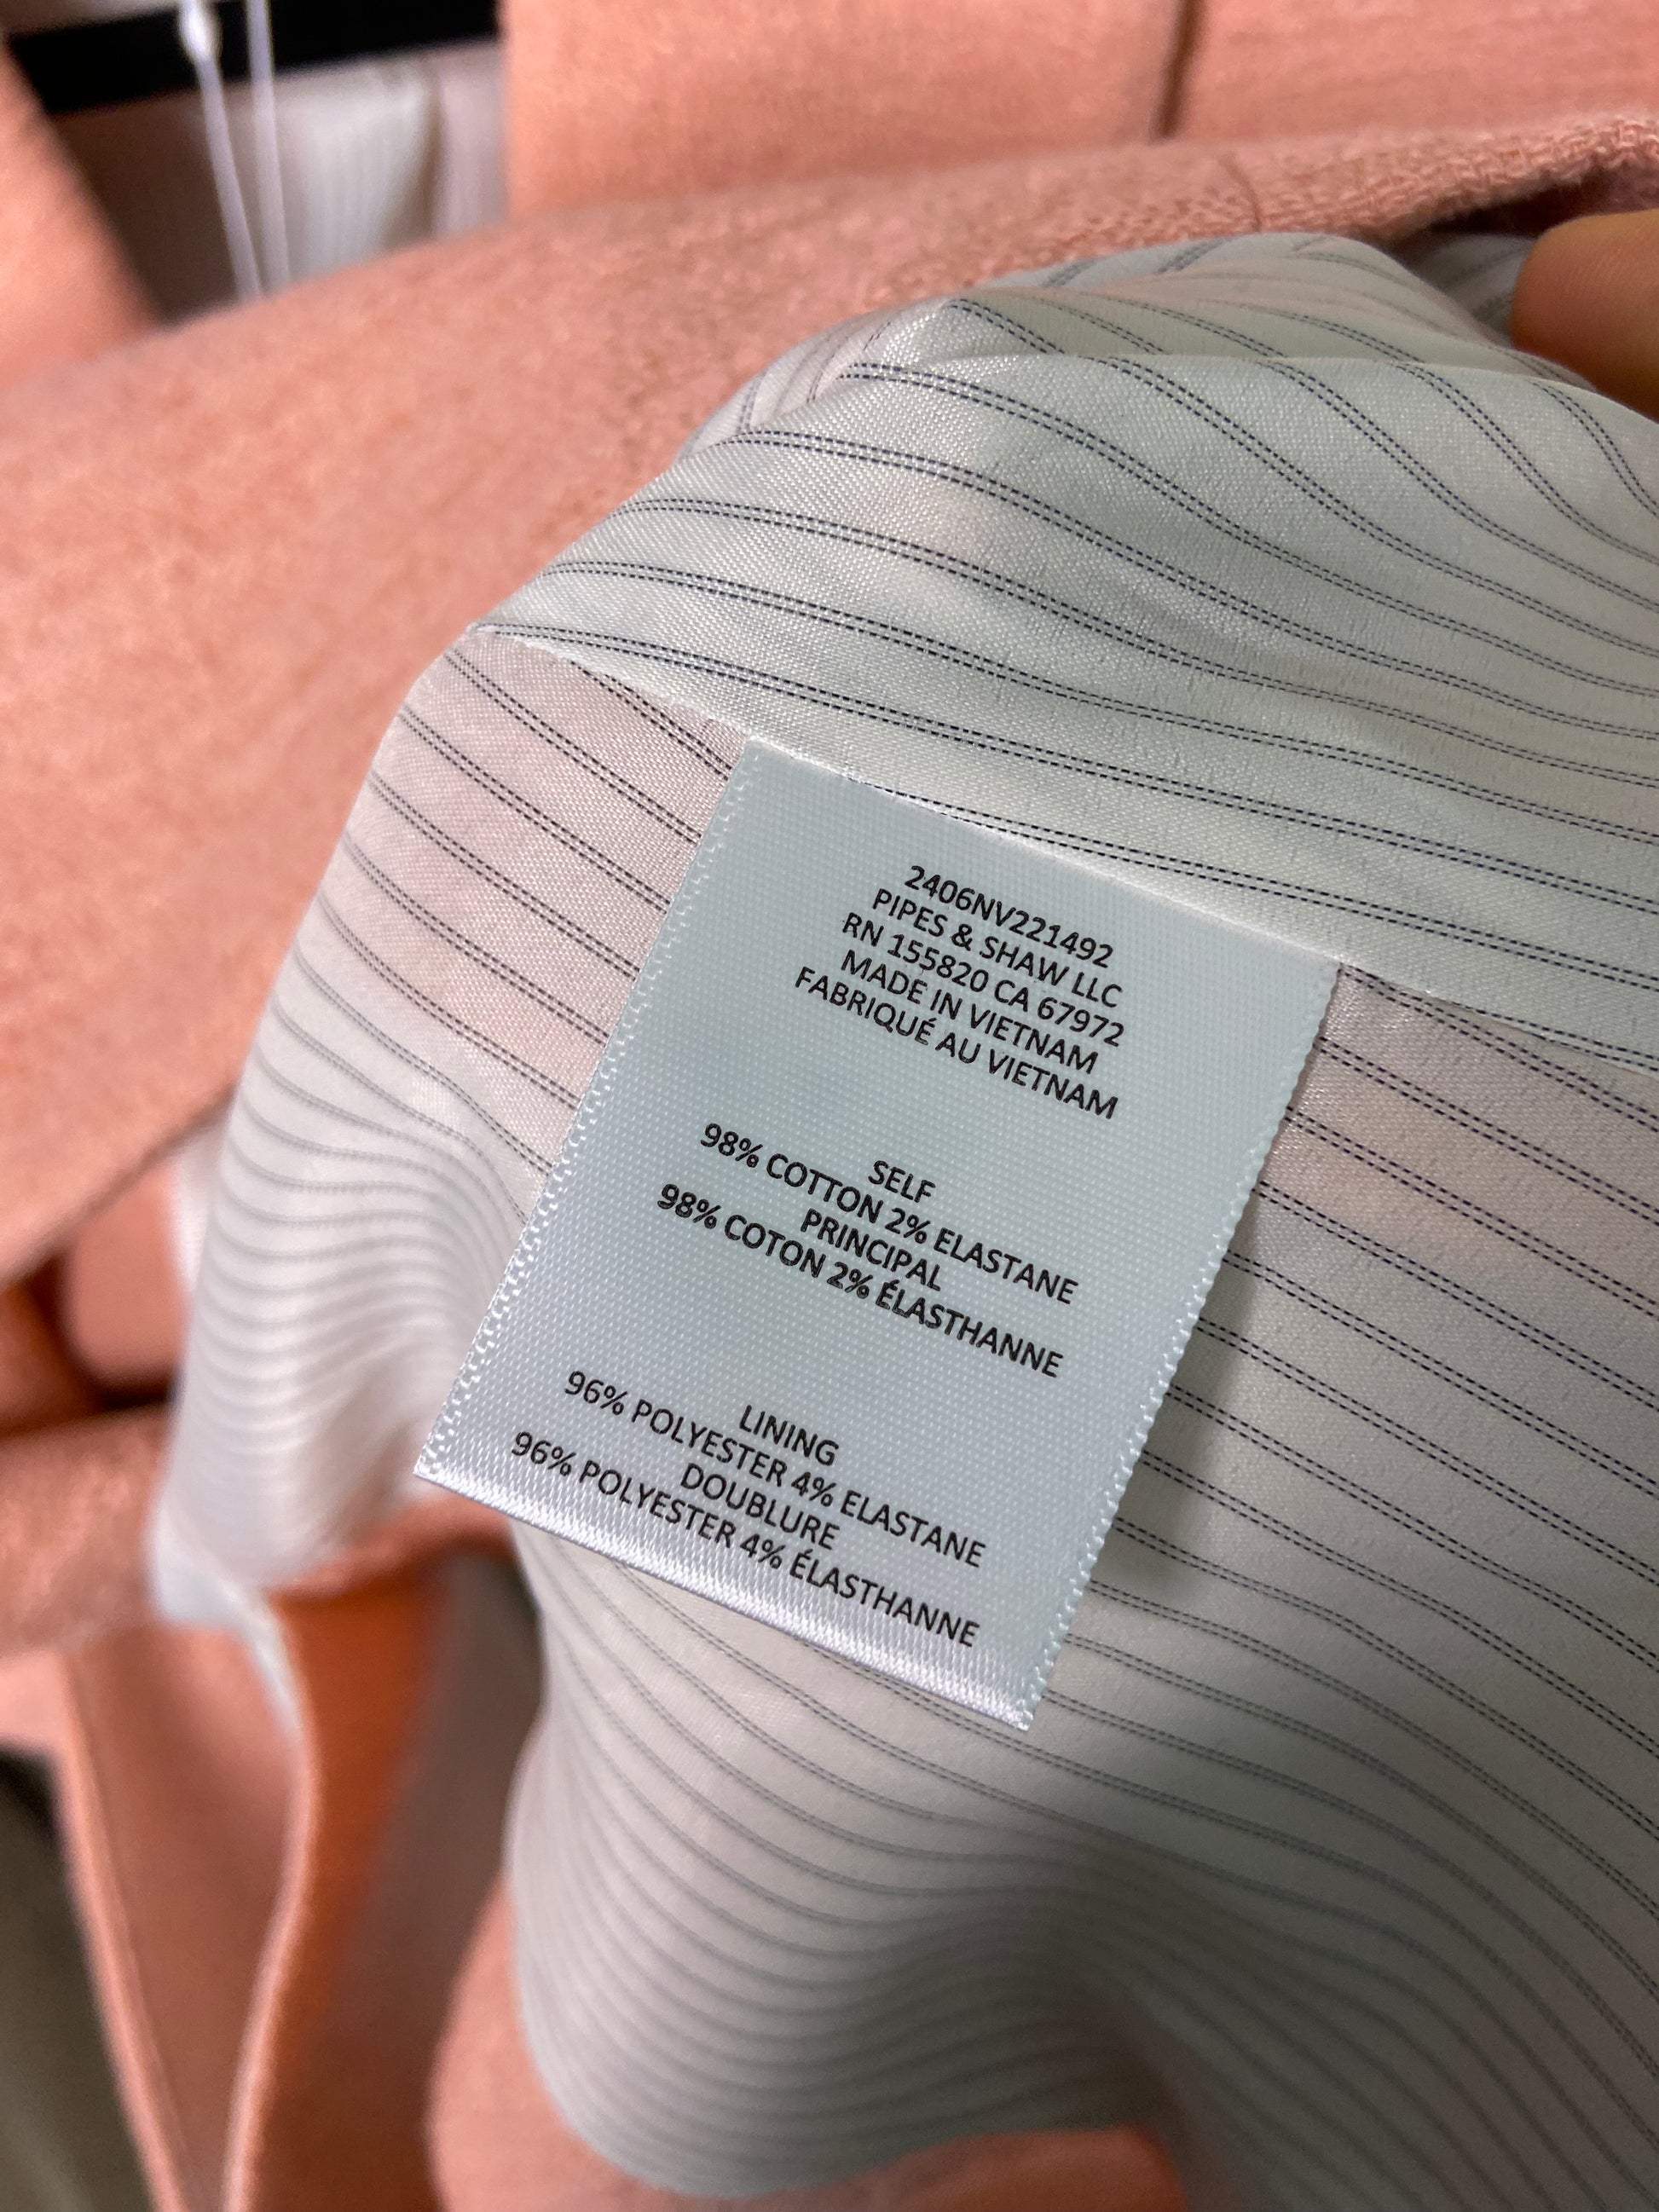 2406NV221492
PIPES & SHAW LLC
RN 155820 CA 67972
MADE IN VIETNAM
FABRIQUÉ AU VIETNAM
SELF
98% COTTON 2% ELASTANE
PRINCIPAL
98% COTON 2% ÉLASTHANNE
LINING
96% POLYESTER 4% ELASTANE
DOUBLURE
96% POLYESTER 4% ÉLASTHANNE